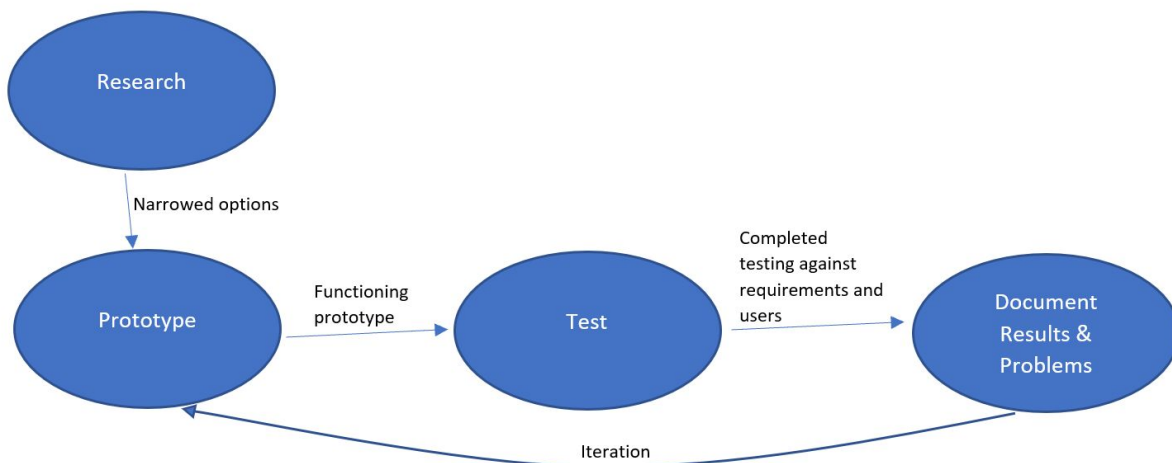 Research
Narrowed options
Prototype
Functioning
prototype
Test
Completed
testing against
requirements and
users
Document
Results &
Problems
Iteration